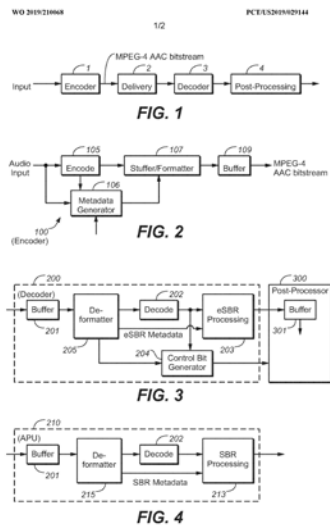 WO 2019/210068 PCT/US2019/029144
1/2
1 MPEG-4 AAC bitstream 2 3 4
Input Encoder Delivery Decoder Post-Processing
FIG. 1
105 107 109
Audio Input Encode Stuffer/Formatter Buffer MPEG-4 AAC bitstream
106
Metadata Generator
100
(Encoder)
FIG. 2
200 300
(Decoder) 202 Post-Processor
Buffer De-formatter Decode eSBR Processing Buffer
201 eSBR Metadata 301
205 204 203
Control Bit Generator
FIG. 3
210
(APU) 202
Buffer De-formatter Decode SBR Processing
201
215 SBR Metadata 213
FIG. 4